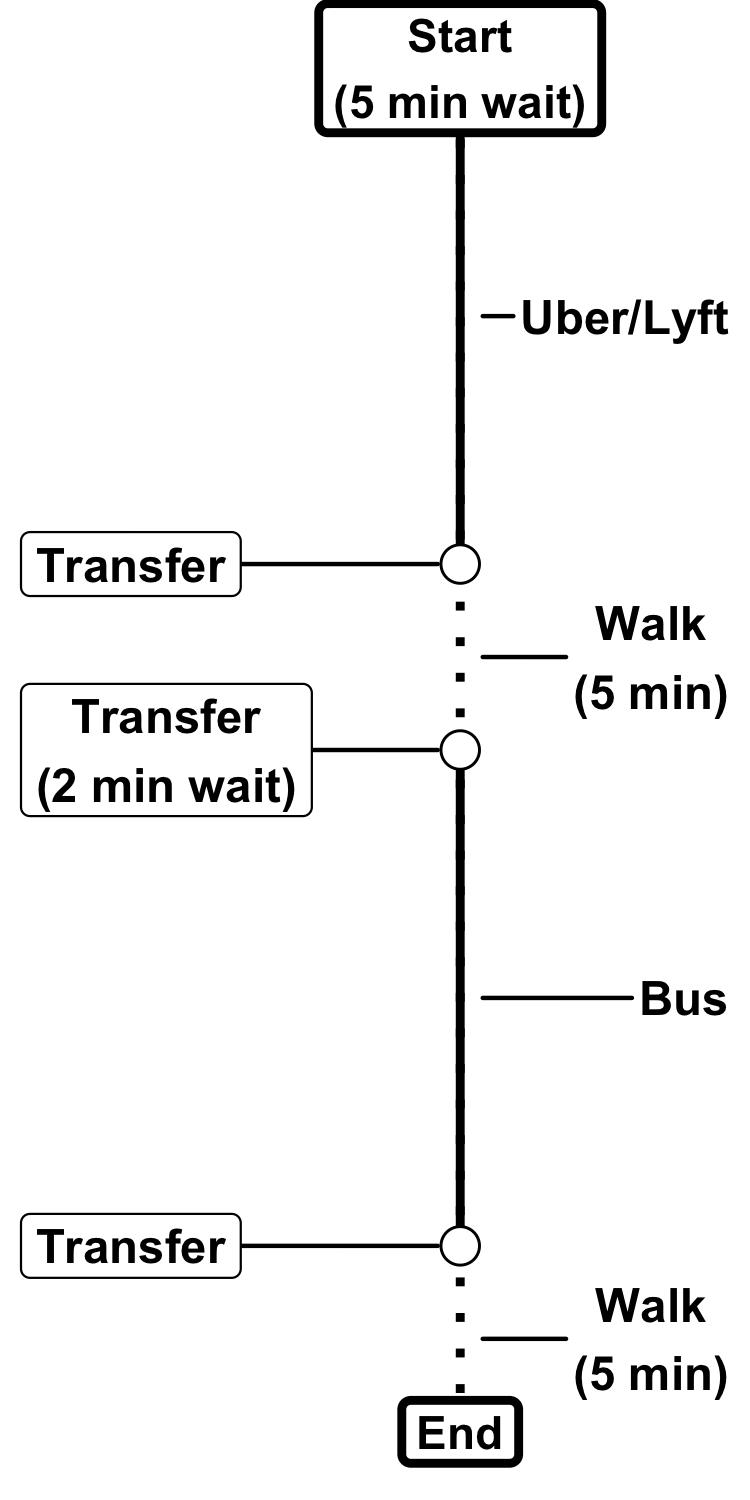 Start
(5 min wait)
Uber/Lyft
Transfer
Walk
(5 min)
Transfer
(2 min wait)
Bus
Transfer
Walk
(5 min)
End